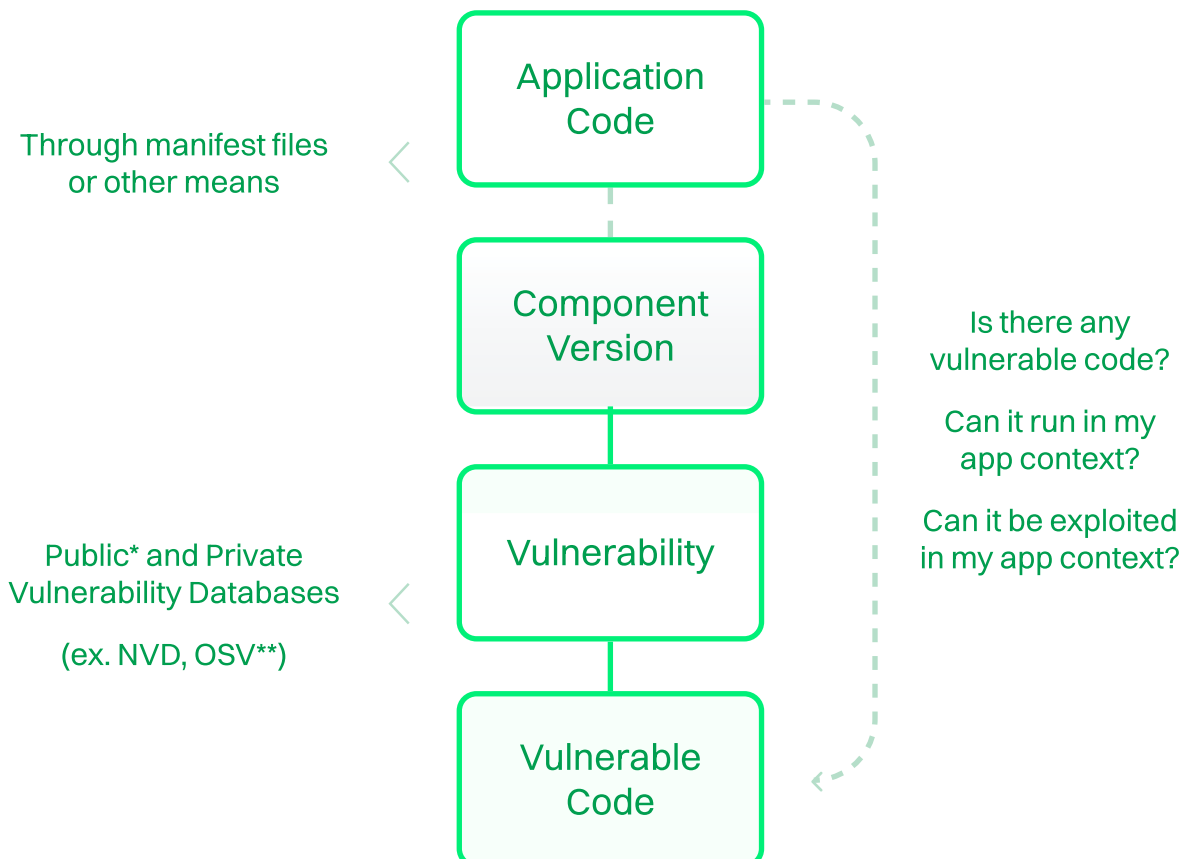 Application
Code
Through manifest files
or other means
Component
Version
Is there any
vulnerable code?
Can it run in my
app context?
Can it be exploited
in my app context?
Vulnerability
Public* and Private
Vulnerability Databases
(ex. NVD, OSV**)
Vulnerable
Code